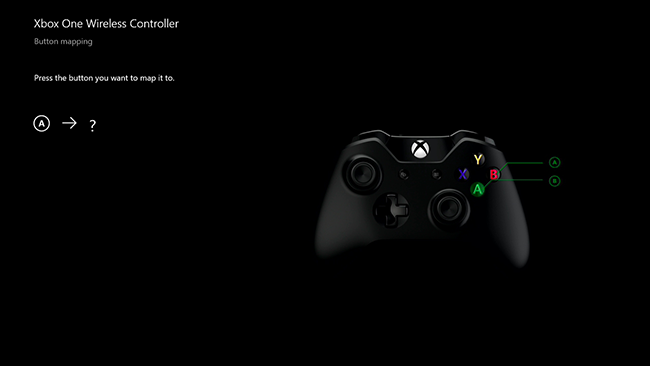 Xbox One Wireless Controller
Button mapping
Press the button you want to map it to.
A → ?
Y
X B
A
A
B